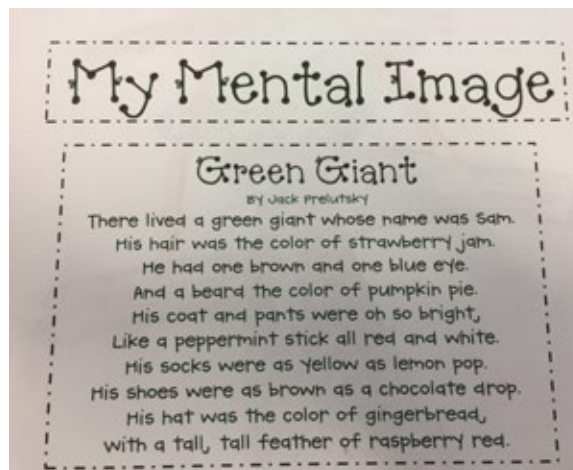 My Mental Image
Green Giant
By Jack Prelutsky
There lived a green giant whose name was Sam.
His hair was the color of strawberry jam.
He had one brown and one blue eye.
And a beard the color of pumpkin pie.
His coat and pants were oh so bright,
Like a peppermint stick all red and white.
His socks were as yellow as lemon pop.
His shoes were as brown as a chocolate drop.
His hat was the color of gingerbread,
with a tall, tall feather of raspberry red.